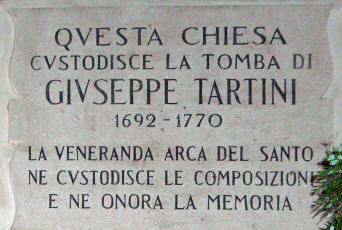 QVESTA CHIESA
CVSTODISCE LA TOMBA DI
GIVSEPPE TARTINI
1692-1770
LA VENERANDA ARCA DEL SANTO
NE CVSTODISCE LE COMPOSIZIONI
E NE ONORA LA MEMORIA